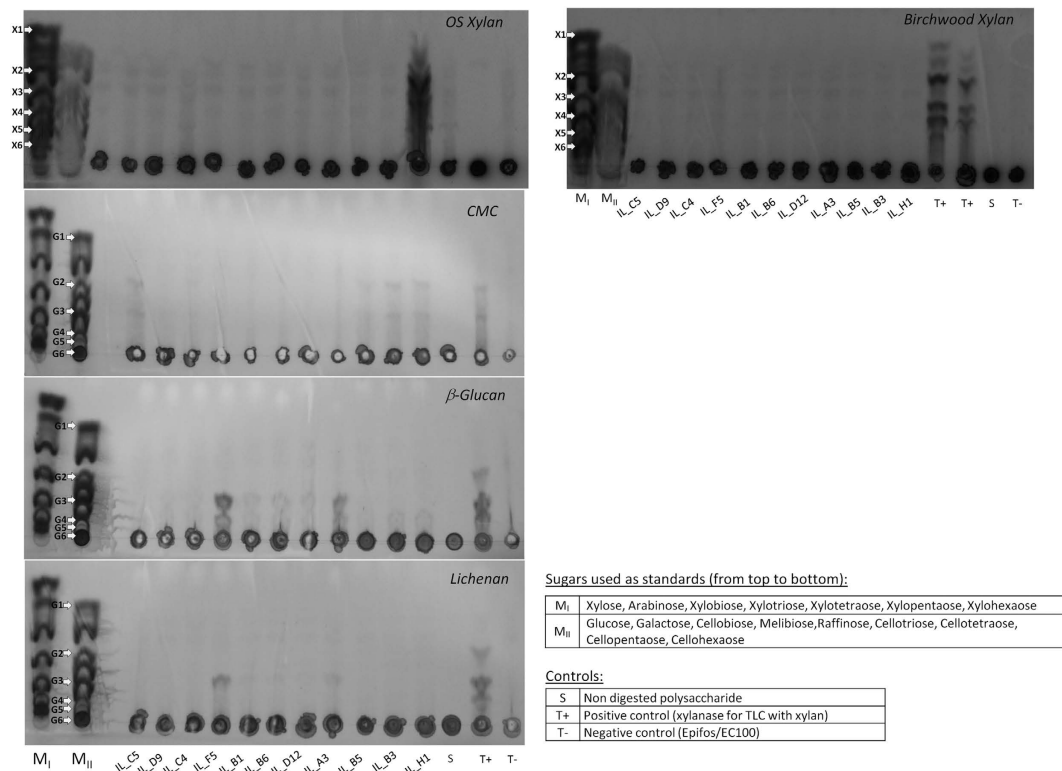 OS Xylan
X1
X2
X3
X4
X5
X6
Birchwood Xylan
X1
X2
X3
X4
X5
X6
MI MII IL_C5 IL_D9 IL_C4 IL_F5 IL_B1 IL_B6 IL_D12 IL_A3 IL_B5 IL_B3 IL_H1 T+ T+ S T-
CMC
G1
G2
G3
G4
G5
G6
β-Glucan
G1
G2
G3
G4
G5
G6
Lichenan
G1
G2
G3
G4
G5
G6
MI MII IL_C5 IL_D9 IL_C4 IL_F5 IL_B1 IL_B6 IL_D12 IL_A3 IL_B5 IL_B3 IL_H1 S T+ T-
Sugars used as standards (from top to bottom):
MI Xylose, Arabinose, Xylobiose, Xylotriose, Xylotetraose, Xylopentaose, Xylohexaose
MII Glucose, Galactose, Cellobiose, Melibiose,Raffinose, Cellotriose, Cellotetraose,
Cellopentaose, Cellohexaose
Controls:
S Non digested polysaccharide
T+ Positive control (xylanase for TLC with xylan)
T- Negative control (Epifos/EC100)